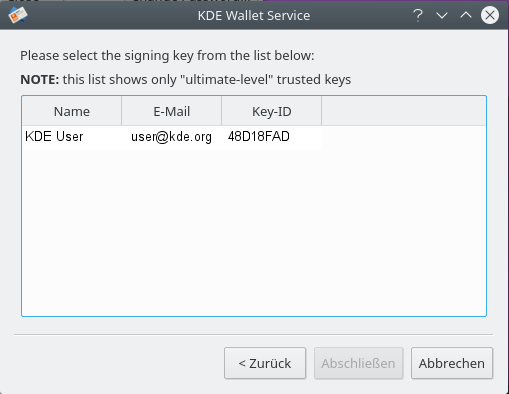 KDE Wallet Service
Please select the signing key from the list below:
NOTE: this list shows only "ultimate-level" trusted keys
Name E-Mail Key-ID
KDE User user@kde.org 48D18FAD
< Zurück Abschließen Abbrechen